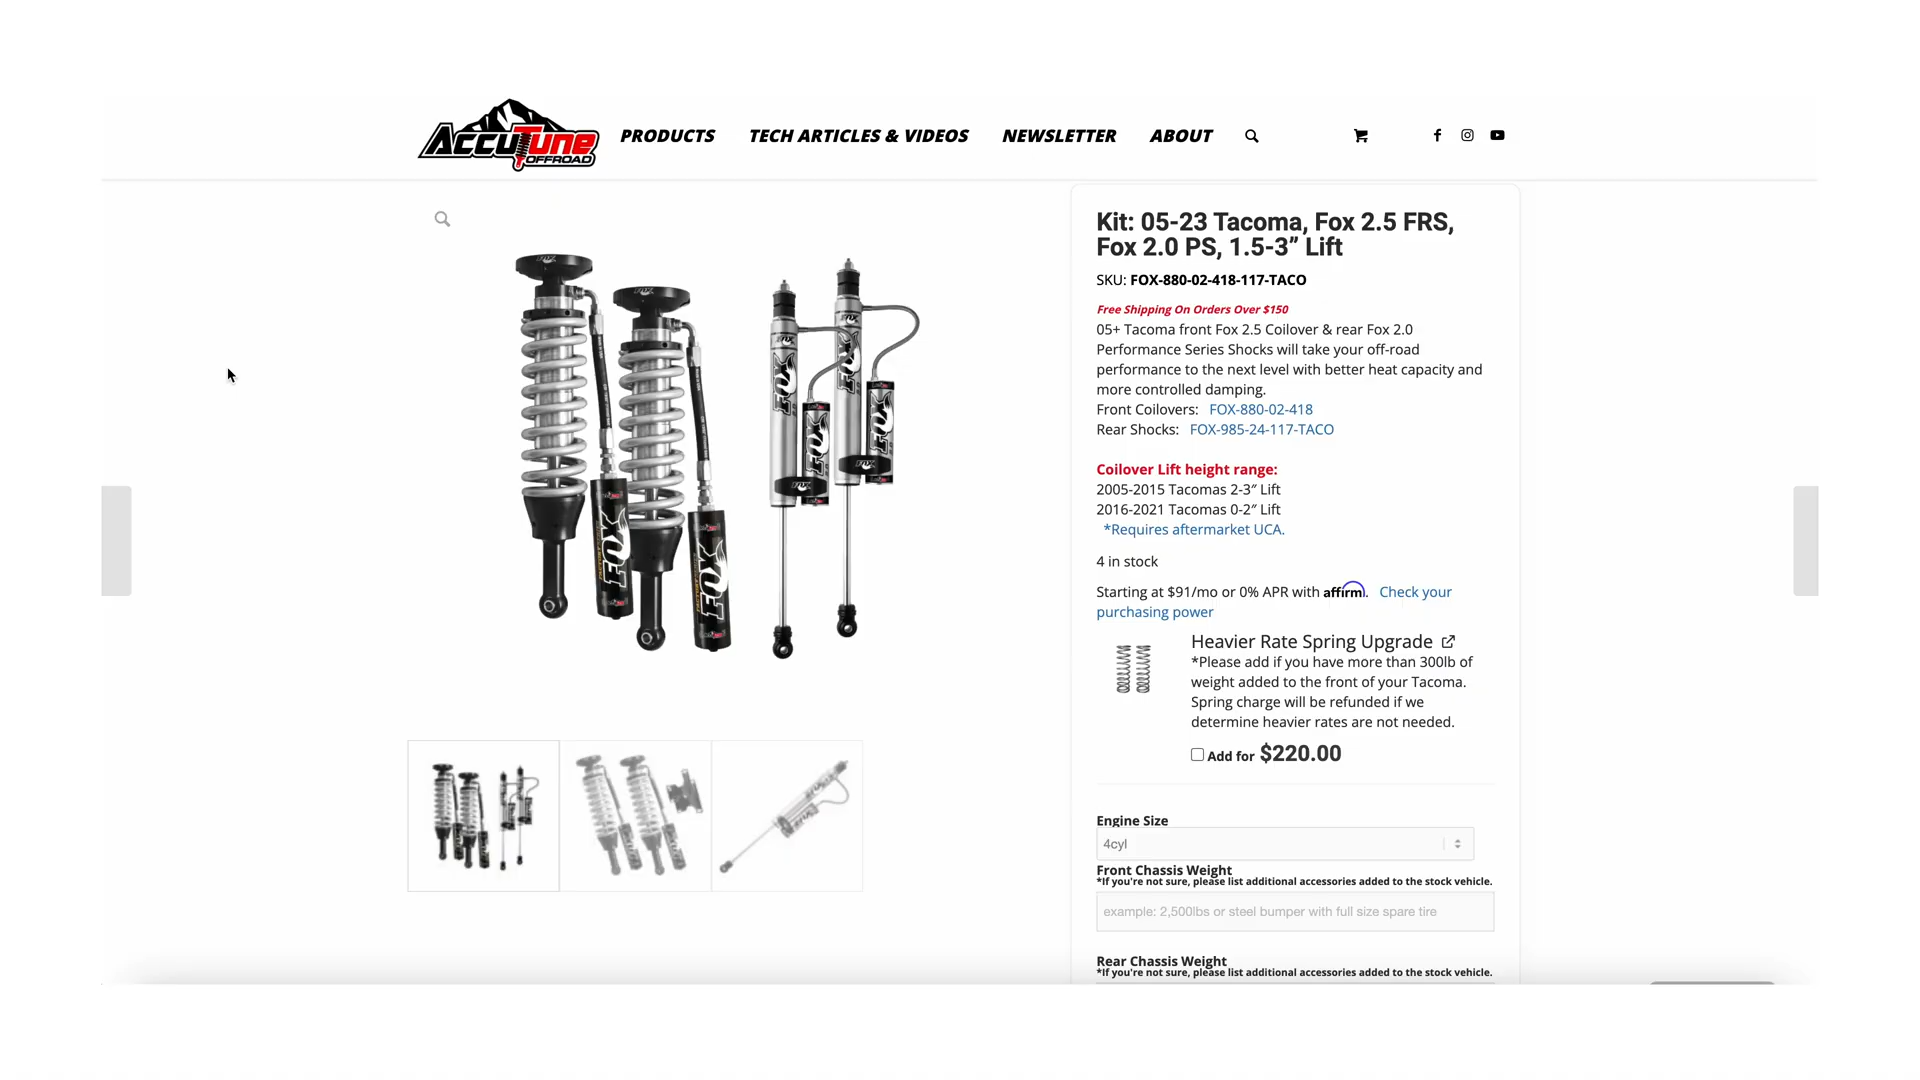 AccuTune
OFFROAD
PRODUCTS
TECH ARTICLES & VIDEOS
NEWSLETTER
ABOUT
Kit: 05-23 Tacoma, Fox 2.5 FRS,
Fox 2.0 PS, 1.5-3” Lift
SKU: FOX-880-02-418-117-TACO
Free Shipping On Orders Over $150
05+ Tacoma front Fox 2.5 Coilover & rear Fox 2.0
Performance Series Shocks will take your off-road
performance to the next level with better heat capacity and
more controlled damping.
Front Coilovers: FOX-880-02-418
Rear Shocks: FOX-985-24-117-TACO
Coilover Lift height range:
2005-2015 Tacomas 2-3″ Lift
2016-2021 Tacomas 0-2″ Lift
*Requires aftermarket UCA.
4 in stock
Starting at $91/mo or 0% APR with affirm. Check your
purchasing power
Heavier Rate Spring Upgrade
*Please add if you have more than 300lb of
weight added to the front of your Tacoma.
Spring charge will be refunded if we
determine heavier rates are not needed.
Add for $220.00
Engine Size
4cyl
Front Chassis Weight
*If you're not sure, please list additional accessories added to the stock vehicle.
example: 2,500lbs or steel bumper with full size spare tire
Rear Chassis Weight
*If you're not sure, please list additional accessories added to the stock vehicle.
FOX
FOX
FOX
FOX
FOX
FOX